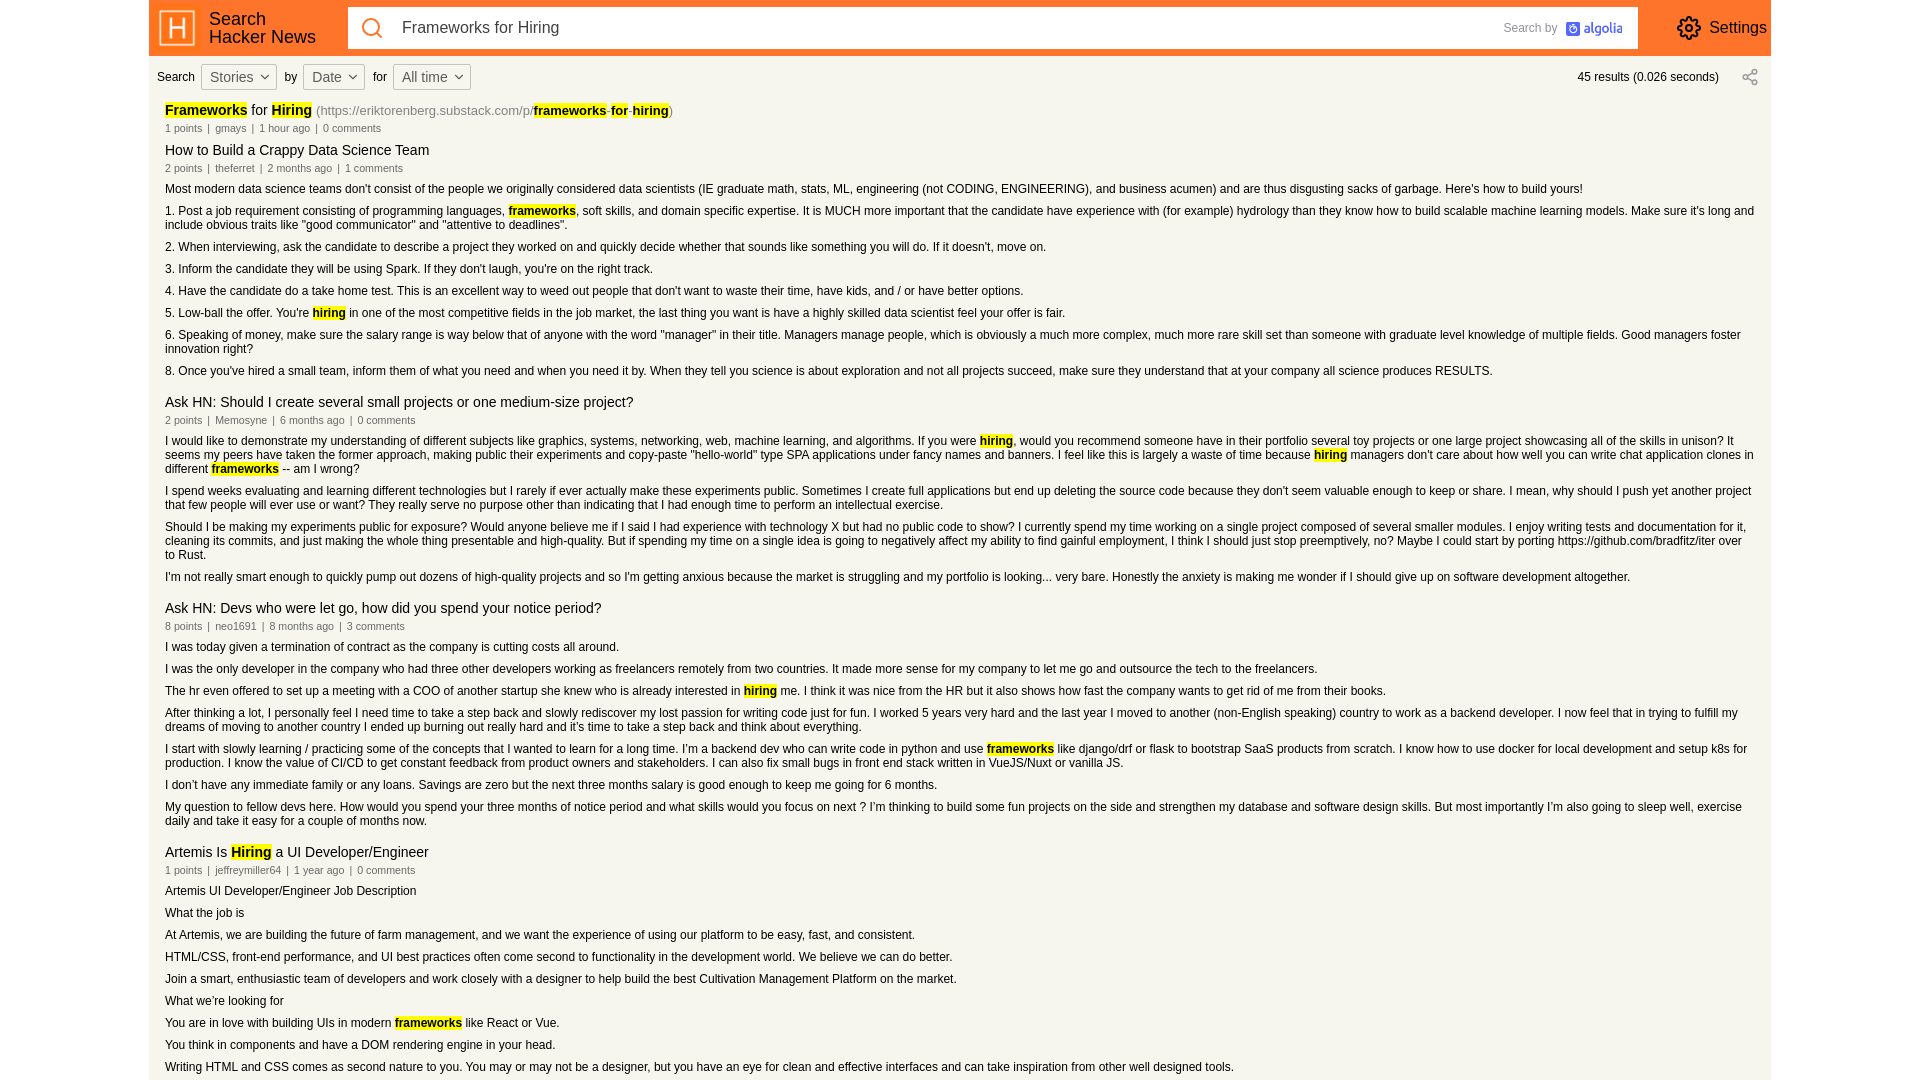 Search
Hacker News
Frameworks for Hiring
Search by algolia
Settings
Search Stories by Date for All time
45 results (0.026 seconds)
Frameworks for Hiring (https://eriktorenberg.substack.com/p/frameworks-for-hiring)
1 points | gmays | 1 hour ago | 0 comments
How to Build a Crappy Data Science Team
2 points | theferret | 2 months ago | 1 comments
Most modern data science teams don't consist of the people we originally considered data scientists (IE graduate math, stats, ML, engineering (not CODING, ENGINEERING), and business acumen) and are thus disgusting sacks of garbage. Here's how to build yours!
1. Post a job requirement consisting of programming languages, frameworks, soft skills, and domain specific expertise. It is MUCH more important that the candidate have experience with (for example) hydrology than they know how to build scalable machine learning models. Make sure it's long and
include obvious traits like "good communicator" and "attentive to deadlines".
2. When interviewing, ask the candidate to describe a project they worked on and quickly decide whether that sounds like something you will do. If it doesn't, move on.
3. Inform the candidate they will be using Spark. If they don't laugh, you're on the right track.
4. Have the candidate do a take home test. This is an excellent way to weed out people that don't want to waste their time, have kids, and / or have better options.
5. Low-ball the offer. You're hiring in one of the most competitive fields in the job market, the last thing you want is have a highly skilled data scientist feel your offer is fair.
6. Speaking of money, make sure the salary range is way below that of anyone with the word "manager" in their title. Managers manage people, which is obviously a much more complex, much more rare skill set than someone with graduate level knowledge of multiple fields. Good managers foster
innovation right?
8. Once you've hired a small team, inform them of what you need and when you need it by. When they tell you science is about exploration and not all projects succeed, make sure they understand that at your company all science produces RESULTS.
Ask HN: Should I create several small projects or one medium-size project?
2 points | Memosyne | 6 months ago | 0 comments
I would like to demonstrate my understanding of different subjects like graphics, systems, networking, web, machine learning, and algorithms. If you were hiring, would you recommend someone have in their portfolio several toy projects or one large project showcasing all of the skills in unison? It
seems my peers have taken the former approach, making public their experiments and copy-paste "hello-world" type SPA applications under fancy names and banners. I feel like this is largely a waste of time because hiring managers don't care about how well you can write chat application clones in
different frameworks -- am I wrong?
I spend weeks evaluating and learning different technologies but I rarely if ever actually make these experiments public. Sometimes I create full applications but end up deleting the source code because they don't seem valuable enough to keep or share. I mean, why should I push yet another project
that few people will ever use or want? They really serve no purpose other than indicating that I had enough time to perform an intellectual exercise.
Should I be making my experiments public for exposure? Would anyone believe me if I said I had experience with technology X but had no public code to show? I currently spend my time working on a single project composed of several smaller modules. I enjoy writing tests and documentation for it,
cleaning its commits, and just making the whole thing presentable and high-quality. But if spending my time on a single idea is going to negatively affect my ability to find gainful employment, I think I should just stop preemptively, no? Maybe I could start by porting https://github.com/bradfitz/iter over
to Rust.
I'm not really smart enough to quickly pump out dozens of high-quality projects and so I'm getting anxious because the market is struggling and my portfolio is looking... very bare. Honestly the anxiety is making me wonder if I should give up on software development altogether.
Ask HN: Devs who were let go, how did you spend your notice period?
8 points | neo1691 | 8 months ago | 3 comments
I was today given a termination of contract as the company is cutting costs all around.
I was the only developer in the company who had three other developers working as freelancers remotely from two countries. It made more sense for my company to let me go and outsource the tech to the freelancers.
The hr even offered to set up a meeting with a COO of another startup she knew who is already interested in hiring me. I think it was nice from the HR but it also shows how fast the company wants to get rid of me from their books.
After thinking a lot, I personally feel I need time to take a step back and slowly rediscover my lost passion for writing code just for fun. I worked 5 years very hard and the last year I moved to another (non-English speaking) country to work as a backend developer. I now feel that in trying to fulfill my
dreams of moving to another country I ended up burning out really hard and it’s time to take a step back and think about everything.
I start with slowly learning / practicing some of the concepts that I wanted to learn for a long time. I’m a backend dev who can write code in python and use frameworks like django/drf or flask to bootstrap SaaS products from scratch. I know how to use docker for local development and setup k8s for
production. I know the value of CI/CD to get constant feedback from product owners and stakeholders. I can also fix small bugs in front end stack written in VueJS/Nuxt or vanilla JS.
I don’t have any immediate family or any loans. Savings are zero but the next three months salary is good enough to keep me going for 6 months.
My question to fellow devs here. How would you spend your three months of notice period and what skills would you focus on next ? I’m thinking to build some fun projects on the side and strengthen my database and software design skills. But most importantly I’m also going to sleep well, exercise
daily and take it easy for a couple of months now.
Artemis Is Hiring a UI Developer/Engineer
1 points | jeffreymiller64 | 1 year ago | 0 comments
Artemis UI Developer/Engineer Job Description
What the job is
At Artemis, we are building the future of farm management, and we want the experience of using our platform to be easy, fast, and consistent.
HTML/CSS, front-end performance, and UI best practices often come second to functionality in the development world. We believe we can do better.
Join a smart, enthusiastic team of developers and work closely with a designer to help build the best Cultivation Management Platform on the market.
What we’re looking for
You are in love with building UIs in modern frameworks like React or Vue.
You think in components and have a DOM rendering engine in your head.
Writing HTML and CSS comes as second nature to you. You may or may not be a designer, but you have an eye for clean and effective interfaces and can take inspiration from other well designed tools.